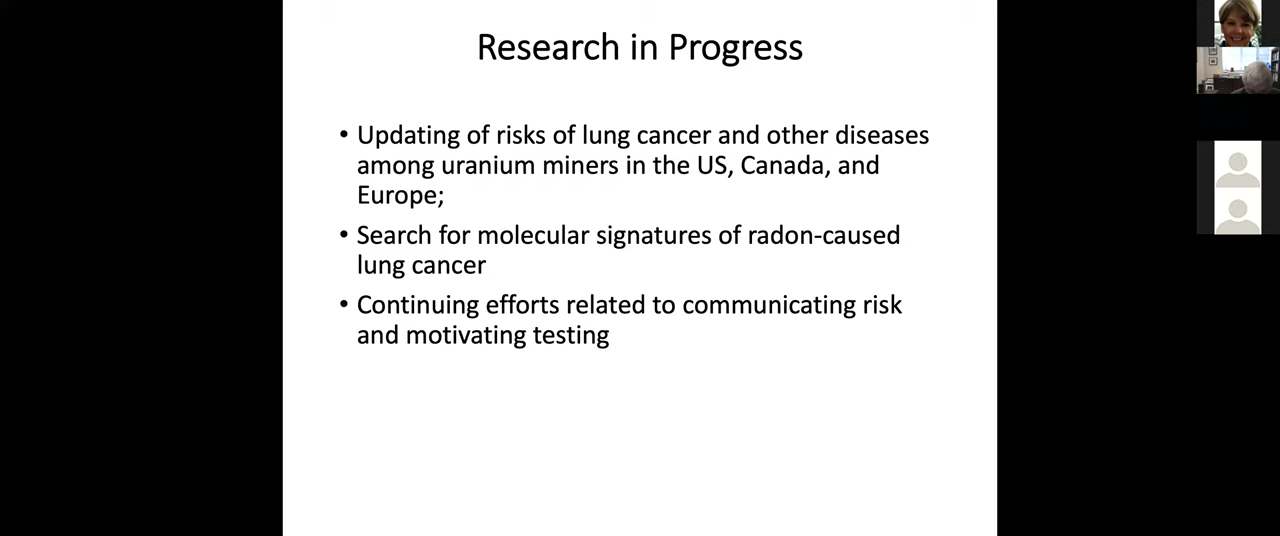 Research in Progress
• Updating of risks of lung cancer and other diseases
among uranium miners in the US, Canada, and
Europe;
• Search for molecular signatures of radon-caused
lung cancer
• Continuing efforts related to communicating risk
and motivating testing